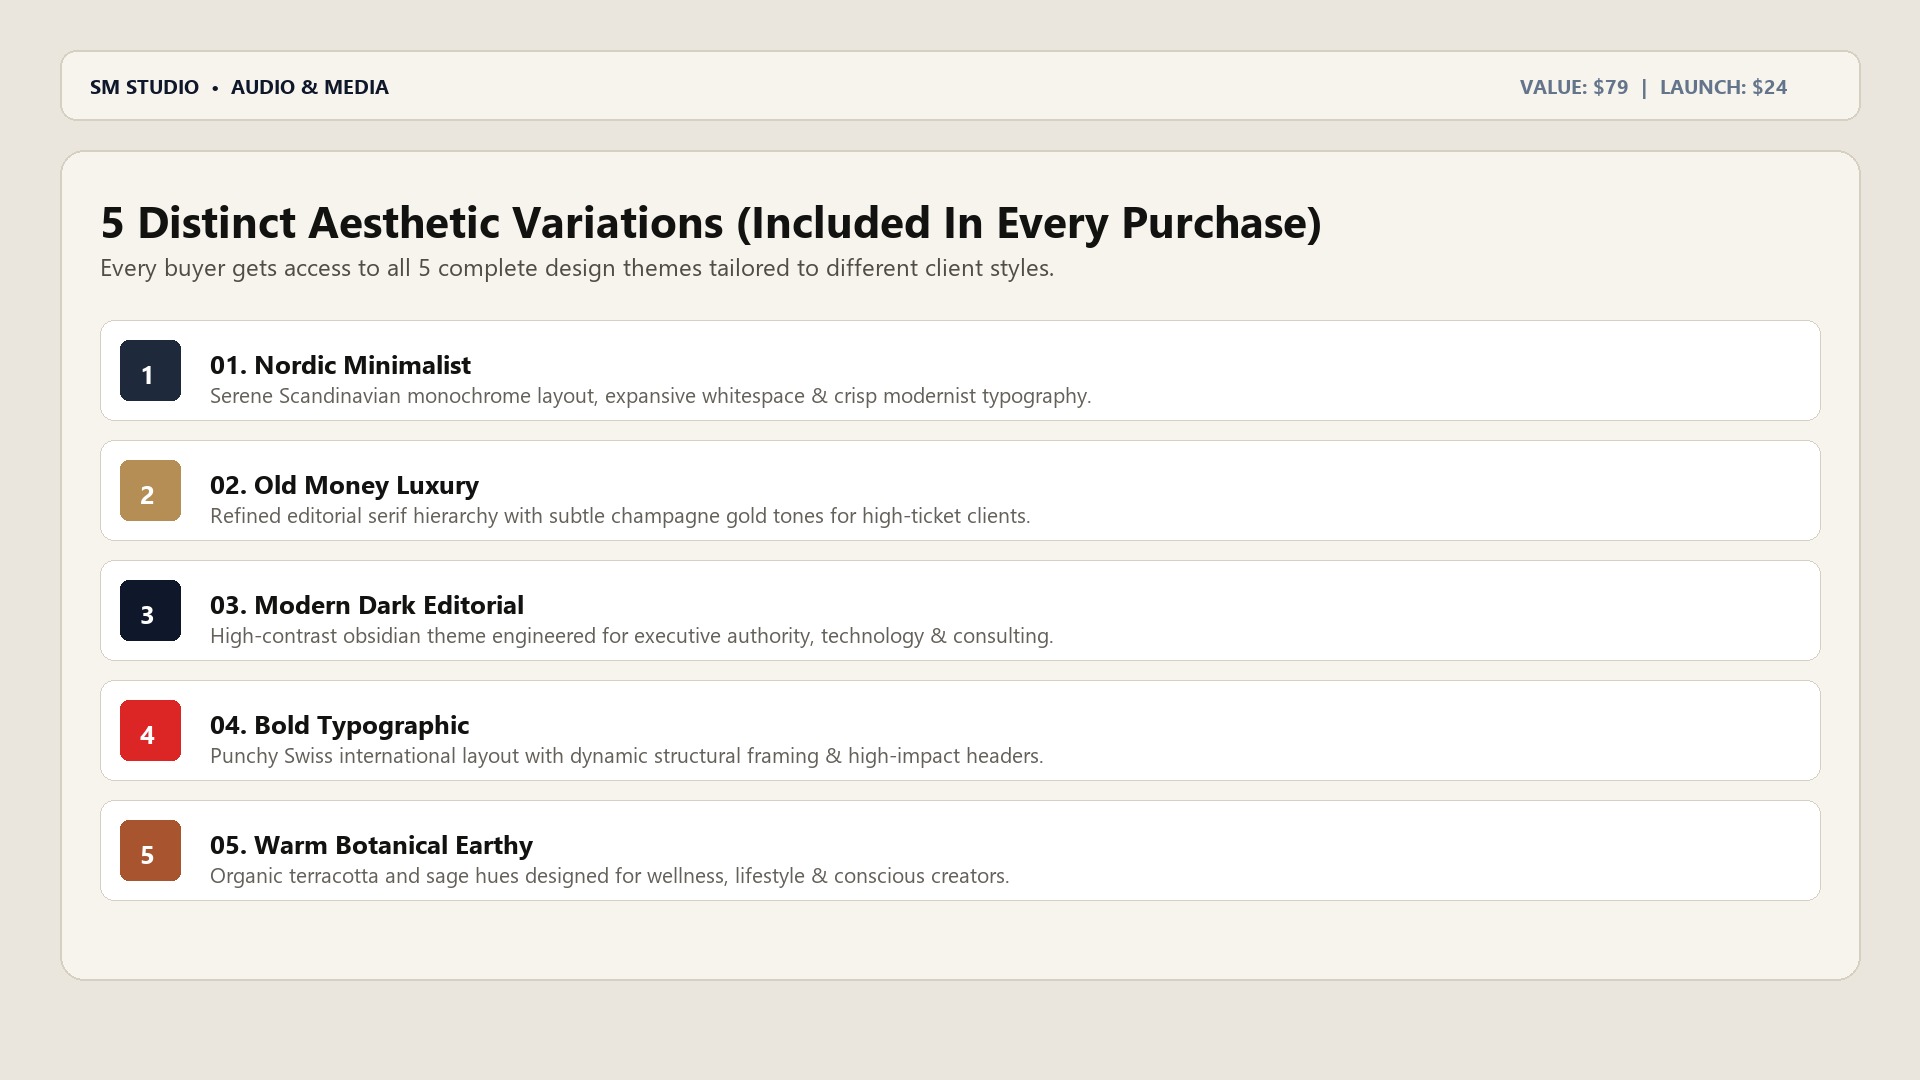 SM STUDIO • AUDIO & MEDIA
VALUE: $79 | LAUNCH: $24
5 Distinct Aesthetic Variations (Included In Every Purchase)
Every buyer gets access to all 5 complete design themes tailored to different client styles.
1
01. Nordic Minimalist
Serene Scandinavian monochrome layout, expansive whitespace & crisp modernist typography.
2
02. Old Money Luxury
Refined editorial serif hierarchy with subtle champagne gold tones for high-ticket clients.
3
03. Modern Dark Editorial
High-contrast obsidian theme engineered for executive authority, technology & consulting.
4
04. Bold Typographic
Punchy Swiss international layout with dynamic structural framing & high-impact headers.
5
05. Warm Botanical Earthy
Organic terracotta and sage hues designed for wellness, lifestyle & conscious creators.